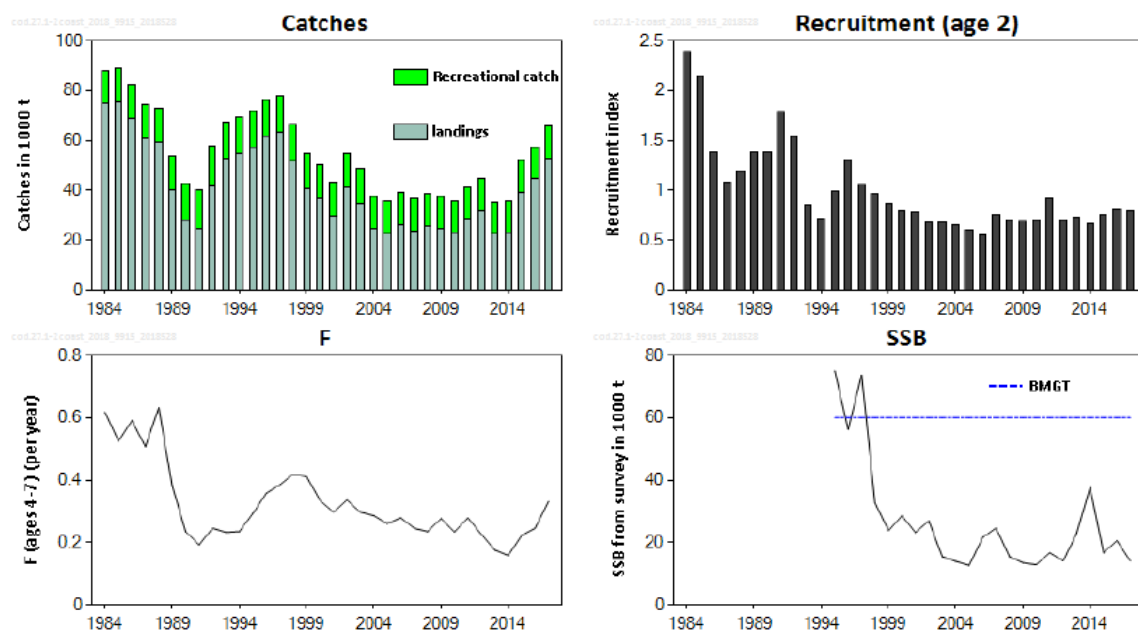 Catches
Catches in 1000 t
100
80
60
40
20
0
Recreational catch
landings
1984 1989 1994 1999 2004 2009 2014
Recruitment (age 2)
Recruitment index
2.5
2
1.5
1
0.5
0
1984 1989 1994 1999 2004 2009 2014
F
F (ages 4-7) (per year)
0.8
0.6
0.4
0.2
0
1984 1989 1994 1999 2004 2009 2014
SSB
SSB from survey in 1000 t
80
60
40
20
0
BMGT
1984 1989 1994 1999 2004 2009 2014